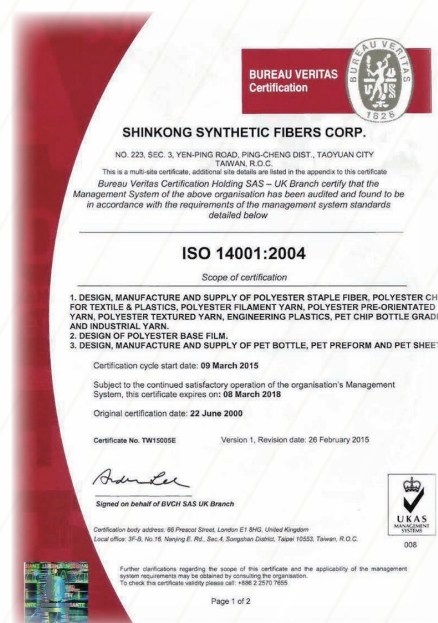 BUREAU VERITAS
Certification
BUREAU VERITAS
1828
SHINKONG SYNTHETIC FIBERS CORP.
NO. 223, SEC. 3, YEN-PING ROAD, PING-CHENG DIST., TAOYUAN CITY
TAIWAN, R.O.C.
This is a multi-site certificate, additional site details are listed in the appendix to this certificate
Bureau Veritas Certification Holding SAS – UK Branch certify that the
Management System of the above organisation has been audited and found to be
in accordance with the requirements of the management system standards
detailed below
ISO 14001:2004
Scope of certification
1. DESIGN, MANUFACTURE AND SUPPLY OF POLYESTER STAPLE FIBER, POLYESTER CH
FOR TEXTILE & PLASTICS, POLYESTER FILAMENT YARN, POLYESTER PRE-ORIENTATED
YARN, POLYESTER TEXTURED YARN, ENGINEERING PLASTICS, PET CHIP BOTTLE GRAD
AND INDUSTRIAL YARN.
2. DESIGN OF POLYESTER BASE FILM.
3. DESIGN, MANUFACTURE AND SUPPLY OF PET BOTTLE, PET PREFORM AND PET SHEET
Certification cycle start date: 09 March 2015
Subject to the continued satisfactory operation of the organisation's Management
System, this certificate expires on: 08 March 2018
Original certification date: 22 June 2000
Certificate No. TW15005E Version 1, Revision date: 26 February 2015
Signed on behalf of BVCH SAS UK Branch
Certification body address: 66 Prescot Street, London E1 8HG, United Kingdom
Local office: 3F-B, No.16, Nanjing E. Rd., Sec.4, Songshan District, Taipei 10553, Taiwan, R.O.C.
UKAS
MANAGEMENT
SYSTEMS
008
Further clarifications regarding the scope of this certificate and the applicability of the management
system requirements may be obtained by consulting the organisation.
To check this certificate validity please call: +886 2 2570 7655
Page 1 of 2